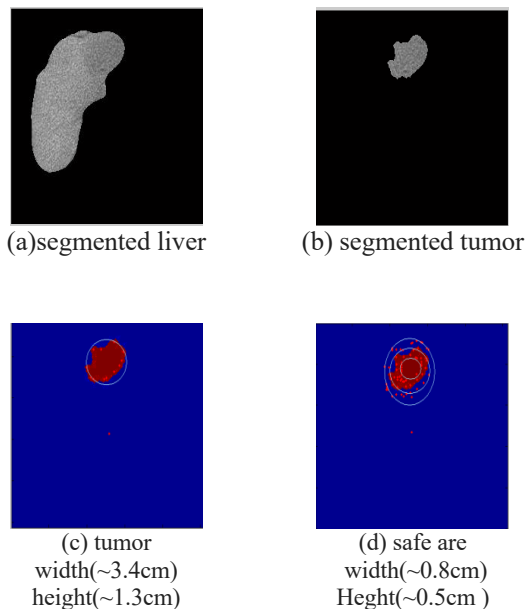 (a)segmented liver
(b) segmented tumor
(c) tumor
width(~3.4cm)
height(~1.3cm)
(d) safe are
width(~0.8cm)
Heght(~0.5cm )